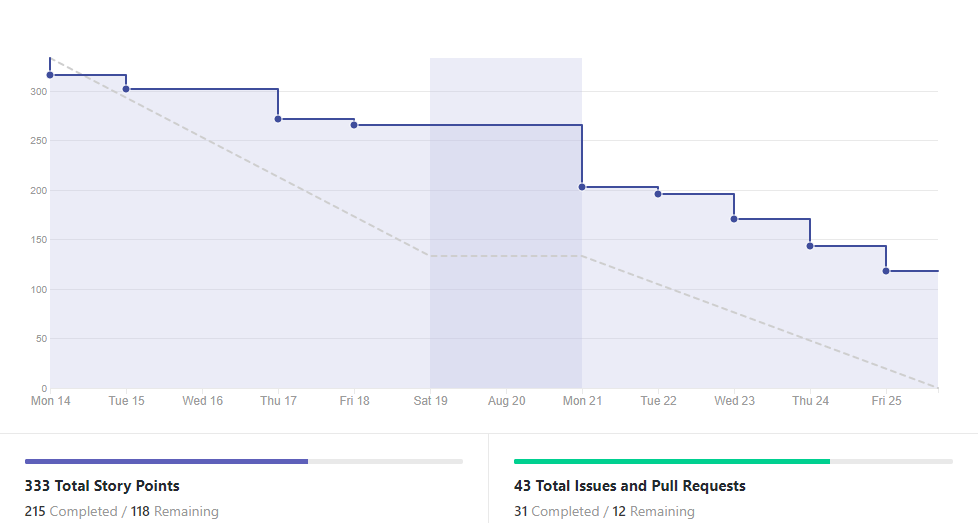 300
250
200
150
100
50
0
Mon 14 Tue 15 Wed 16 Thu 17 Fri 18 Sat 19 Aug 20 Mon 21 Tue 22 Wed 23 Thu 24 Fri 25
333 Total Story Points
215 Completed / 118 Remaining
43 Total Issues and Pull Requests
31 Completed / 12 Remaining